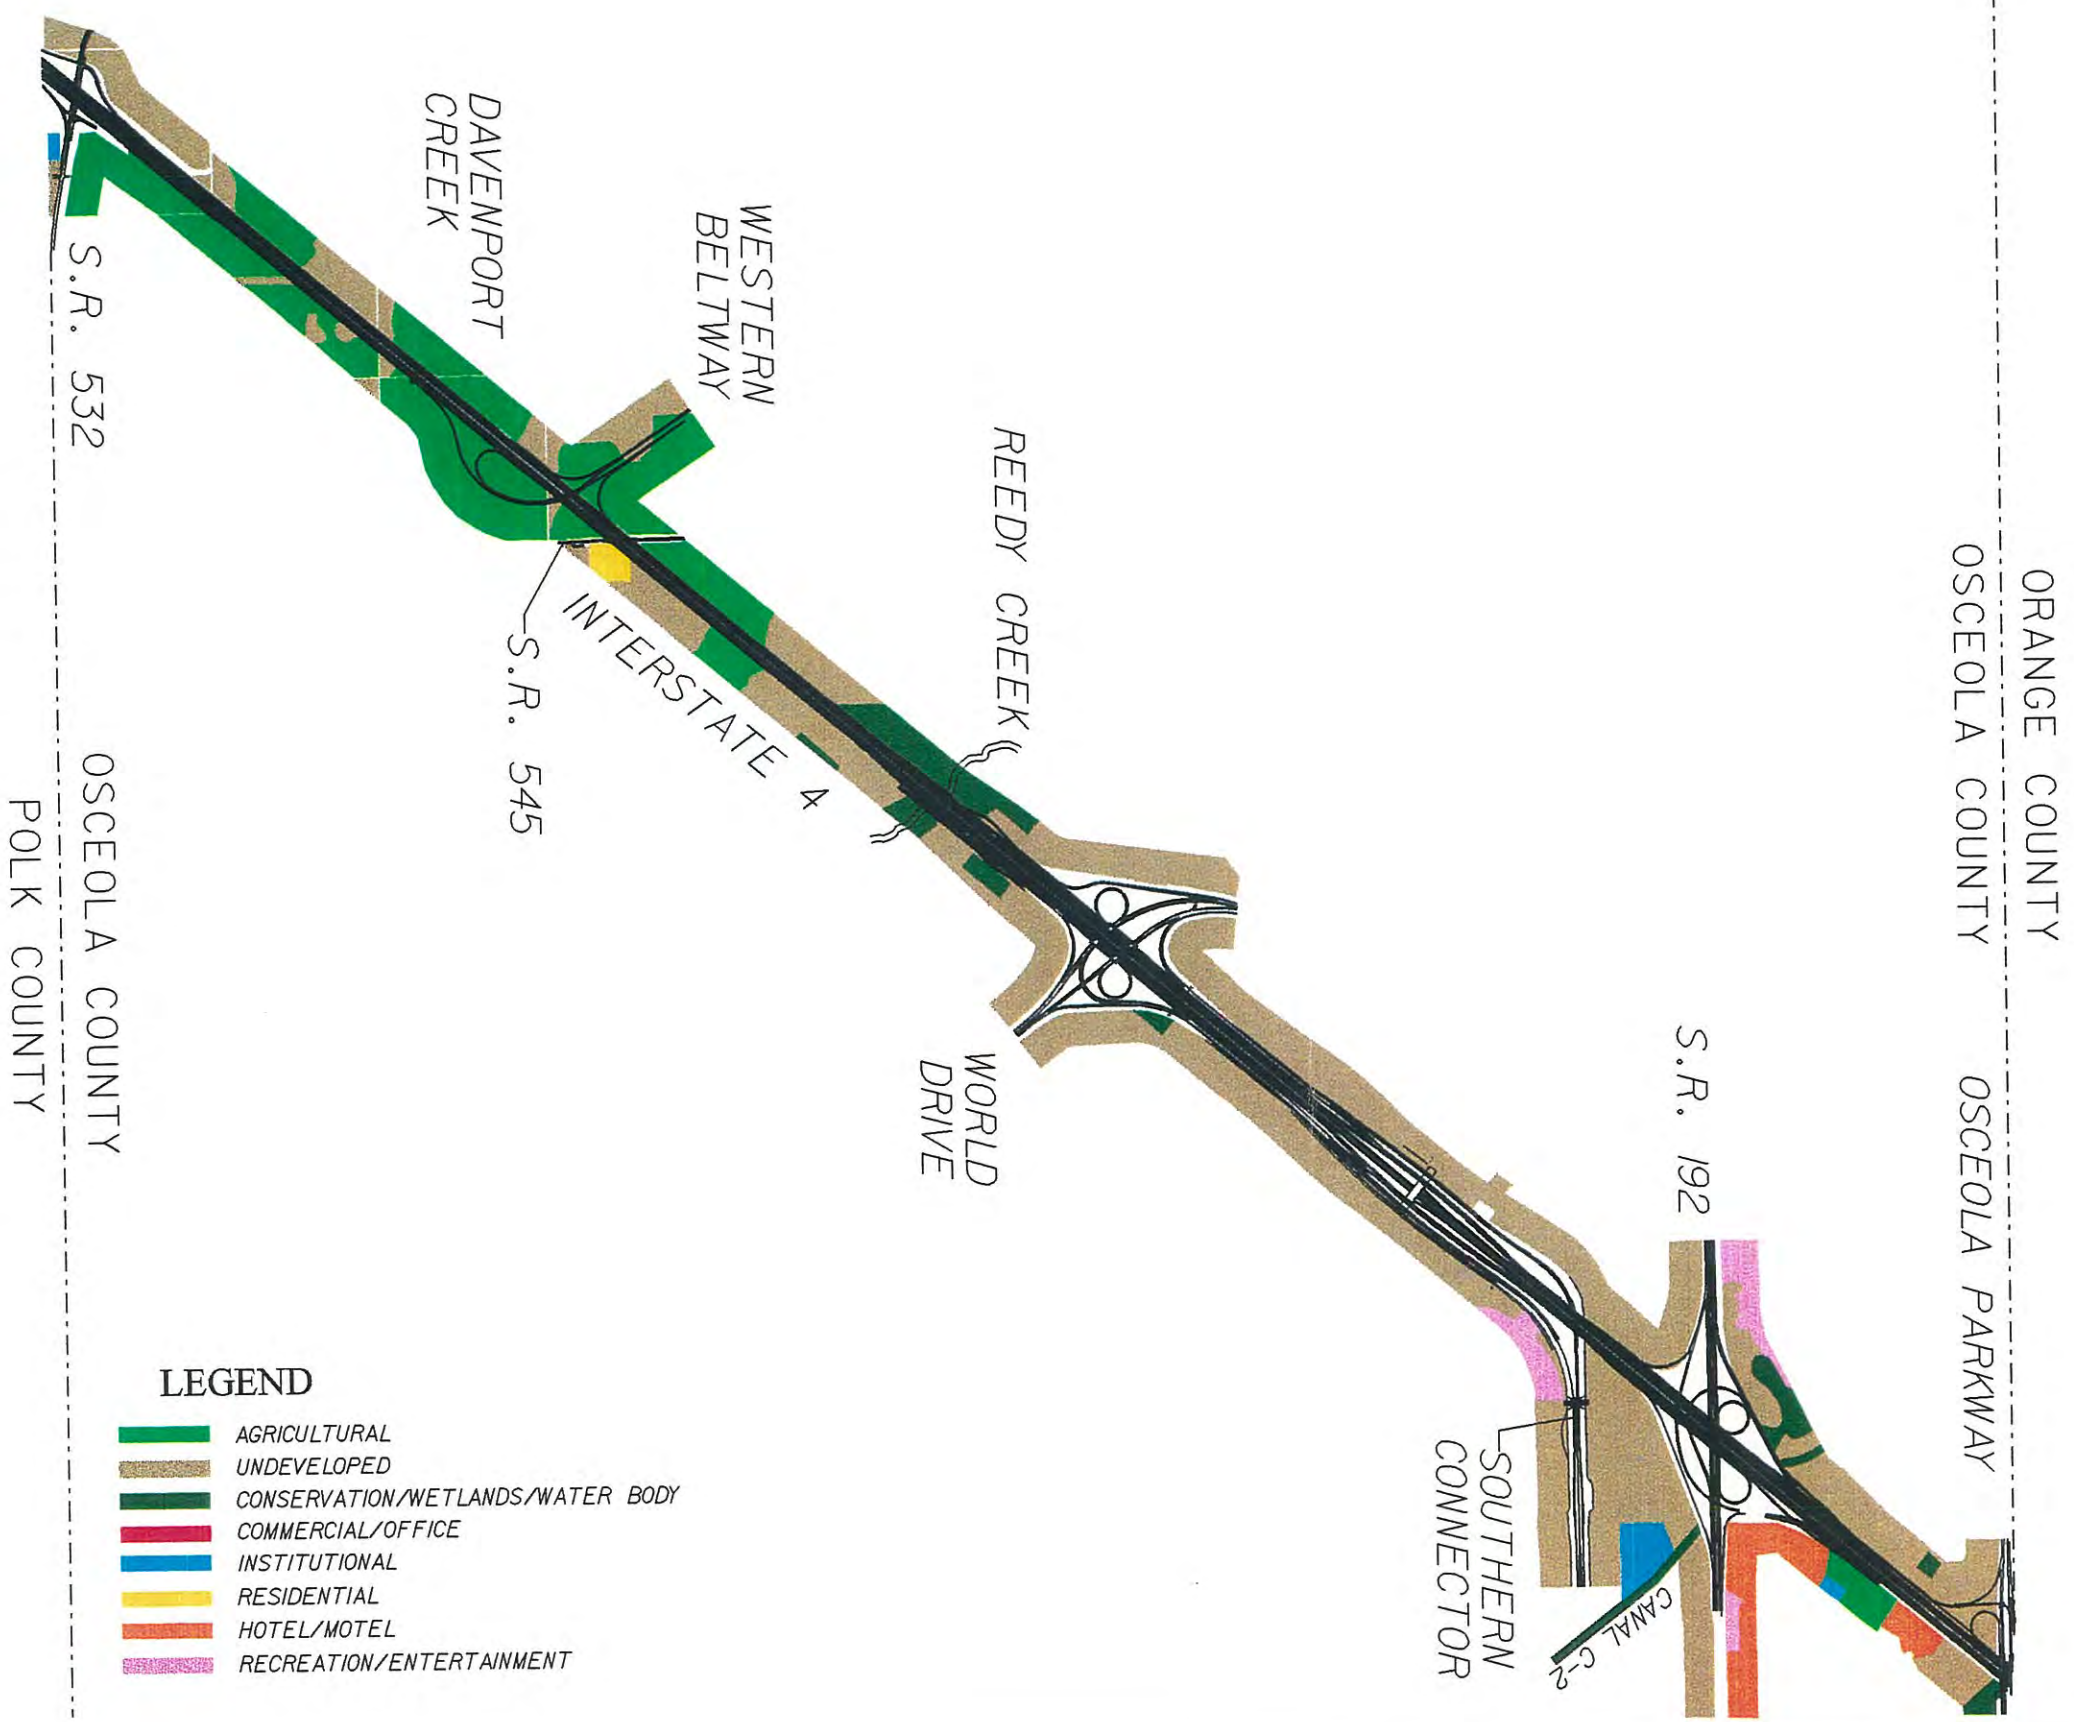 ORANGE COUNTY
OSCEOLA COUNTY
OSCEOLA PARKWAY
S.R. 192
REEDY CREEK
WESTERN
BELTWAY
DAVENPORT
CREEK
S.R. 532
S.R. 545
INTERSTATE 4
WORLD
DRIVE
SOUTHERN
CONNECTOR
CANAL C-2
OSCEOLA COUNTY
POLK COUNTY
LEGEND
AGRICULTURAL
UNDEVELOPED
CONSERVATION/WETLANDS/WATER BODY
COMMERCIAL/OFFICE
INSTITUTIONAL
RESIDENTIAL
HOTEL/MOTEL
RECREATION/ENTERTAINMENT